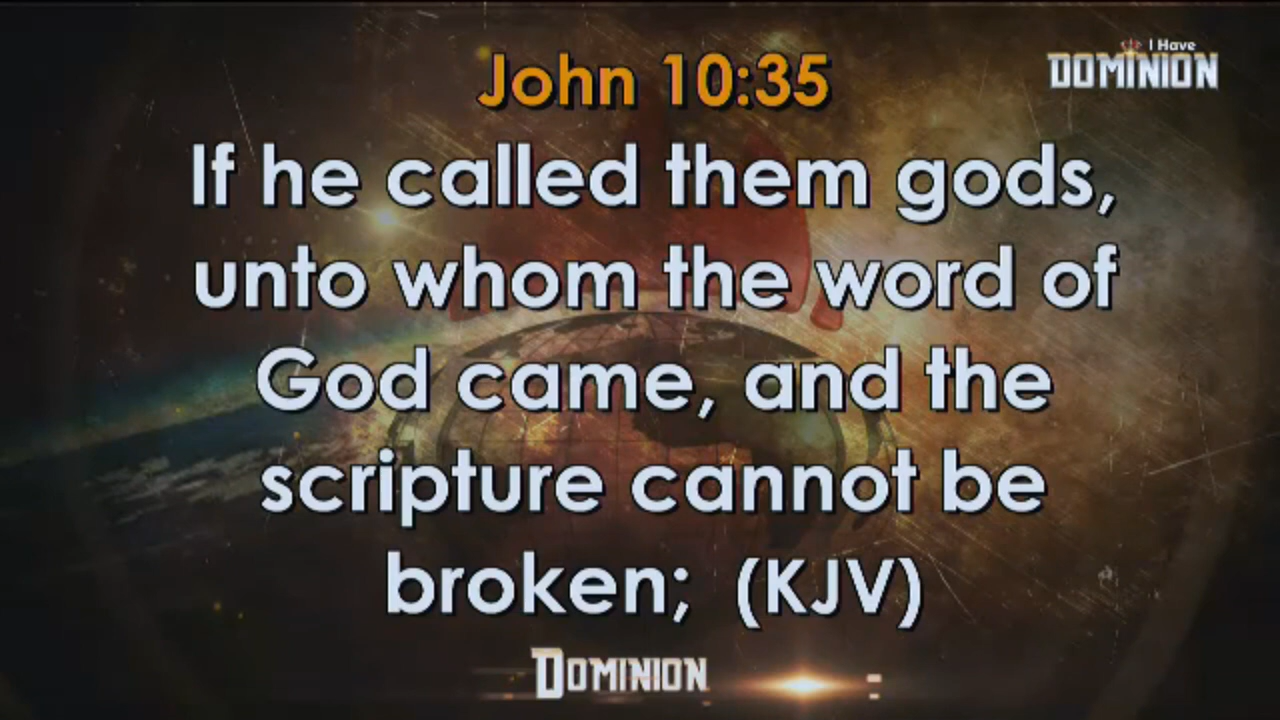 John 10:35
I Have
DOMINION
If he called them gods,
unto whom the word of
God came, and the
scripture cannot be
broken; (KJV)
DOMINION